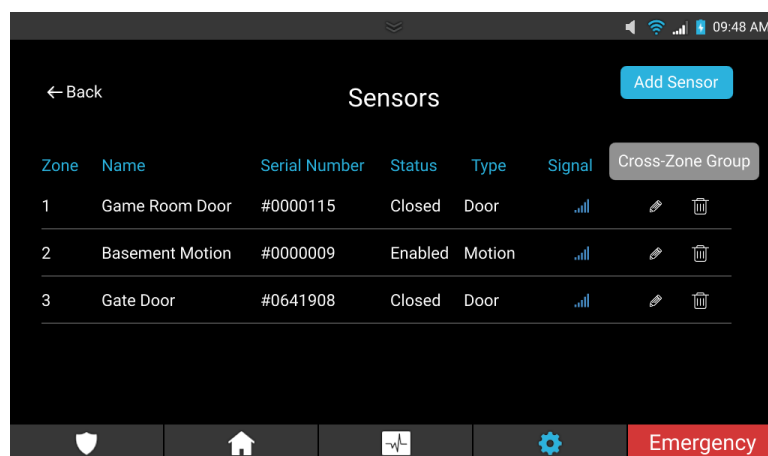 09:48 AM
Back
Sensors
Add Sensor
Zone Name Serial Number Status Type Signal Cross-Zone Group
1 Game Room Door #0000115 Closed Door
2 Basement Motion #0000009 Enabled Motion
3 Gate Door #0641908 Closed Door
Emergency